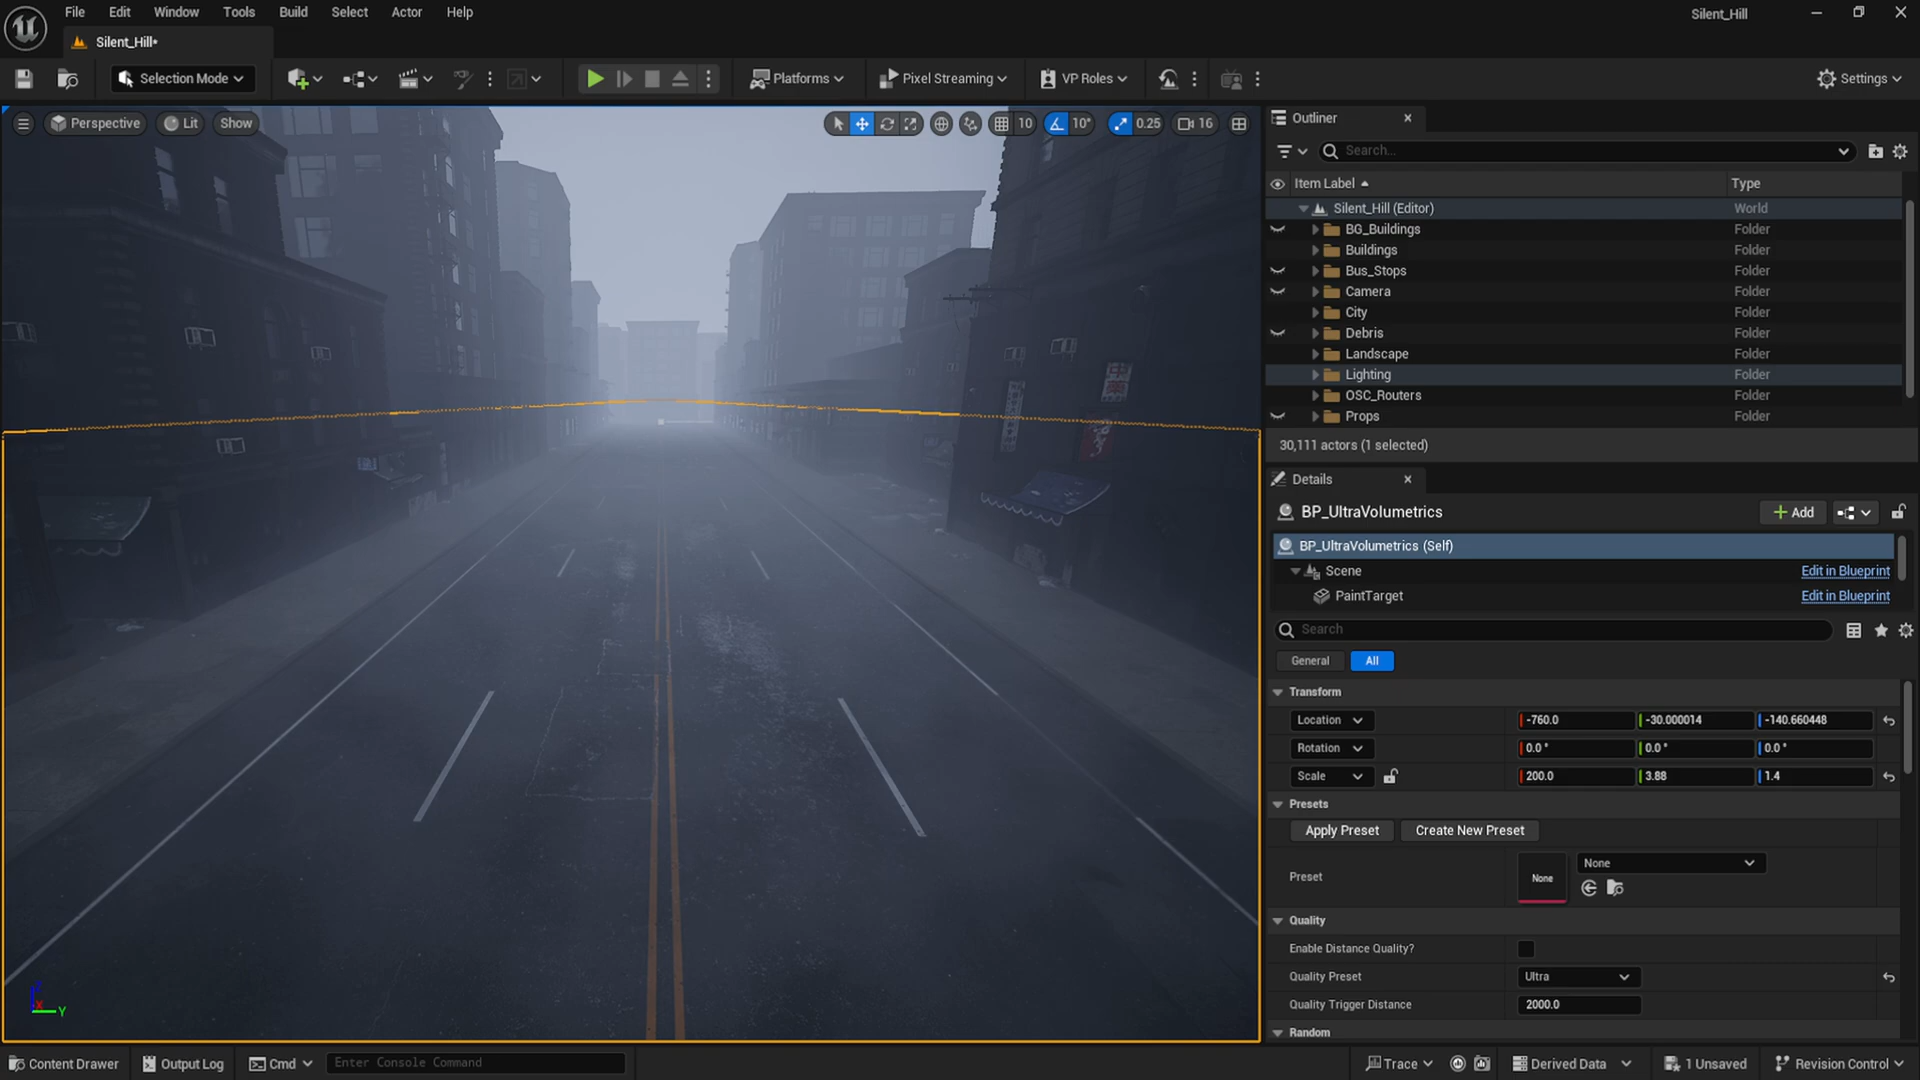 File Edit Window Tools Build Select Actor Help
Silent_Hill
Silent_Hill*
Selection Mode
Platforms
Pixel Streaming
VP Roles
Settings
Perspective
Lit
Show
10
10°
0.25
16
Outliner
Search...
Item Label
Type
Silent_Hill (Editor) World
BG_Buildings Folder
Buildings Folder
Bus_Stops Folder
Camera Folder
City Folder
Debris Folder
Landscape Folder
Lighting Folder
OSC_Routers Folder
Props Folder
30,111 actors (1 selected)
Details
BP_UltraVolumetrics
Add
BP_UltraVolumetrics (Self)
Scene Edit in Blueprint
PaintTarget Edit in Blueprint
Search
General All
Transform
Location -760.0 -30.000014 -140.660448
Rotation 0.0 ° 0.0 ° 0.0 °
Scale 200.0 3.88 1.4
Presets
Apply Preset Create New Preset
Preset None None
Quality
Enable Distance Quality?
Quality Preset Ultra
Quality Trigger Distance 2000.0
Random
X
Y
Content Drawer
Output Log
Cmd
Enter Console Command
Trace
Derived Data
1 Unsaved
Revision Control